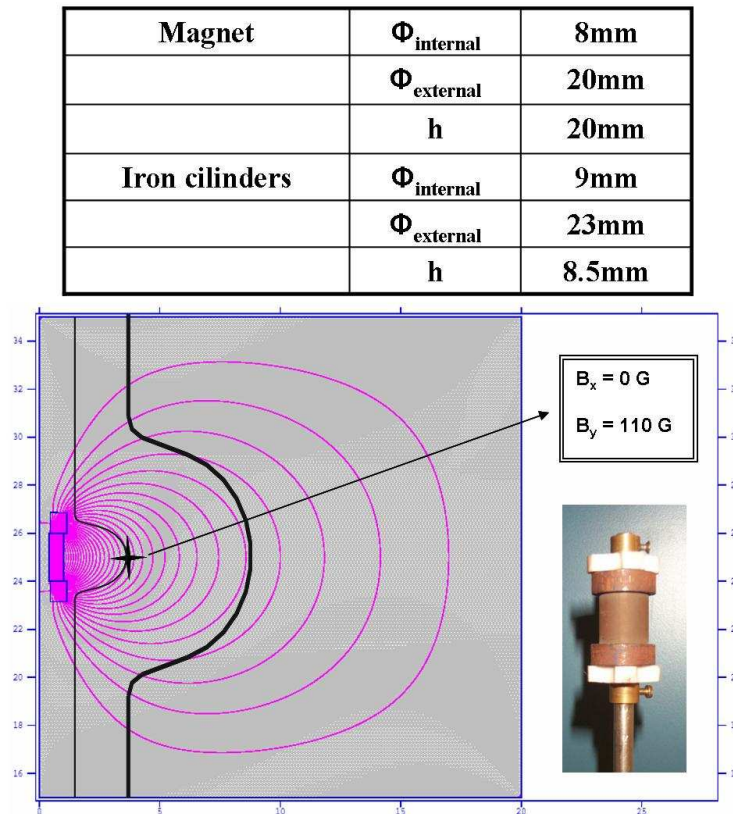 Magnet Φinternal 8mm
Φexternal 20mm
h 20mm
Iron cilinders Φinternal 9mm
Φexternal 23mm
h 8.5mm
34
32
30
28
26
24
22
20
18
16
0 5 10 15 20 25
Bx = 0 G
By = 110 G